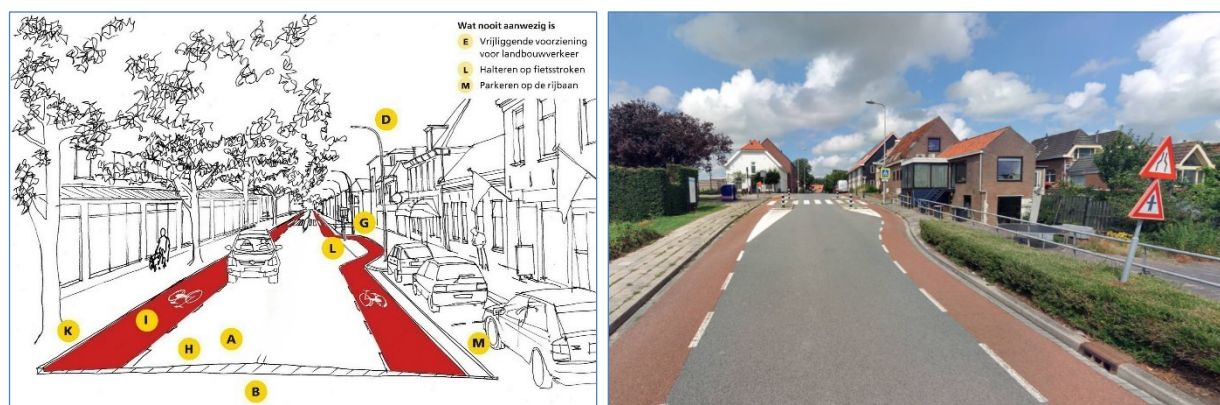 Wat nooit aanwezig is
E Vrijliggende voorziening
voor landbouwverkeer
L Halteren op fietsstroken
M Parkeren op de rijbaan
D
G
L
I
K
A
H
M
B